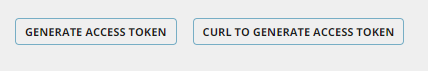 GENERATE ACCESS TOKEN
CURL TO GENERATE ACCESS TOKEN